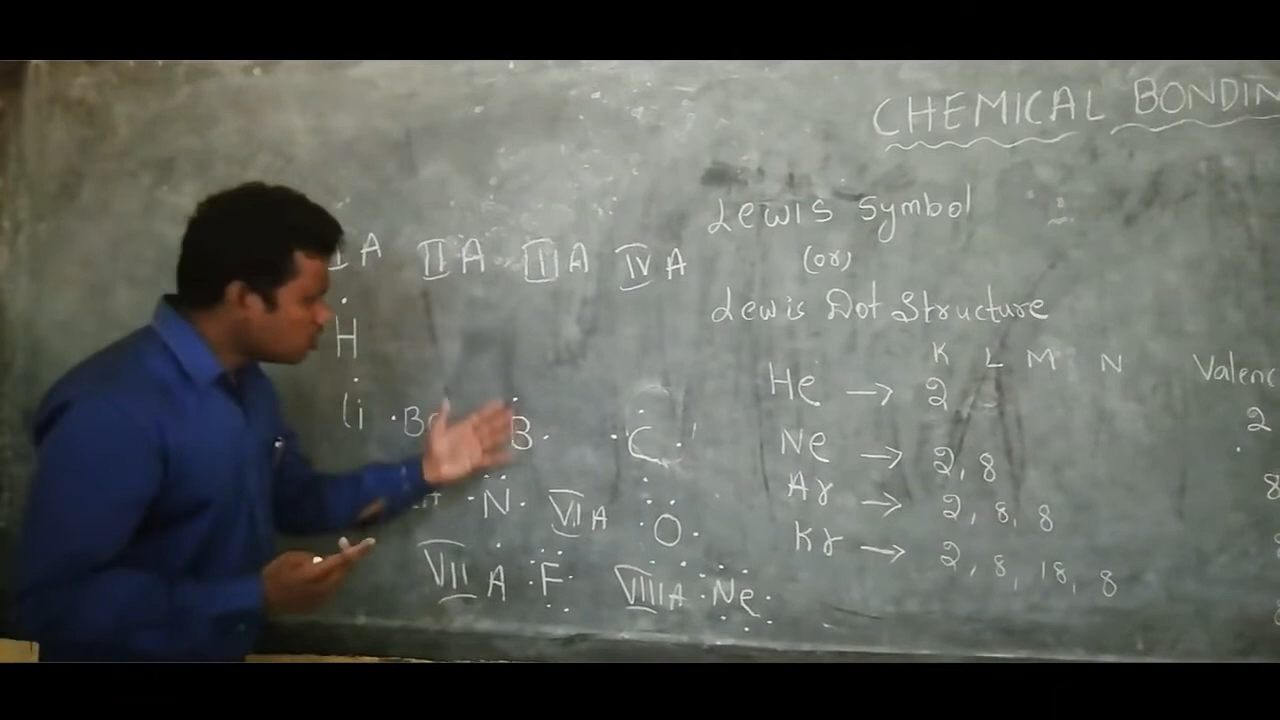 CHEMICAL BONDIN
Lewis Symbol
(or)
Lewis Dot Structure
IA IIA IIIA IVA
H
Li Be B C
N VIA O
VIIA F VIIIA Ne
K L M N Valenc
He → 2 2
Ne → 2, 8 8
Ar → 2, 8, 8
Kr → 2, 8, 18, 8